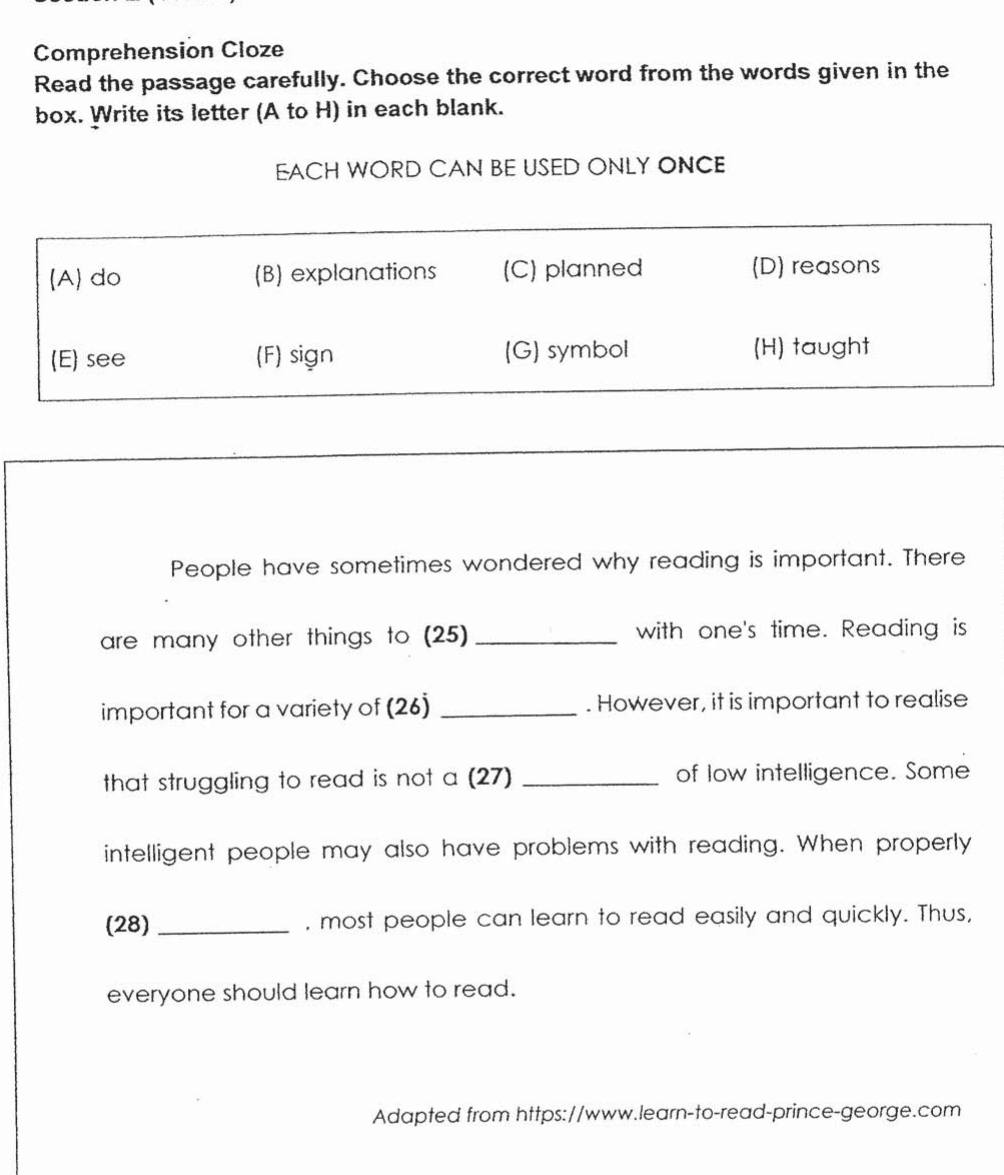 Comprehension Cloze
Read the passage carefully. Choose the correct word from the words given in the
box. Write its letter (A to H) in each blank.
EACH WORD CAN BE USED ONLY ONCE
(A) do (B) explanations (C) planned (D) reasons
(E) see (F) sign (G) symbol (H) taught
People have sometimes wondered why reading is important. There
are many other things to (25) __________ with one's time. Reading is
important for a variety of (26) __________ . However, it is important to realise
that struggling to read is not a (27) __________ of low intelligence. Some
intelligent people may also have problems with reading. When properly
(28) __________ , most people can learn to read easily and quickly. Thus,
everyone should learn how to read.
Adapted from https://www.learn-to-read-prince-george.com